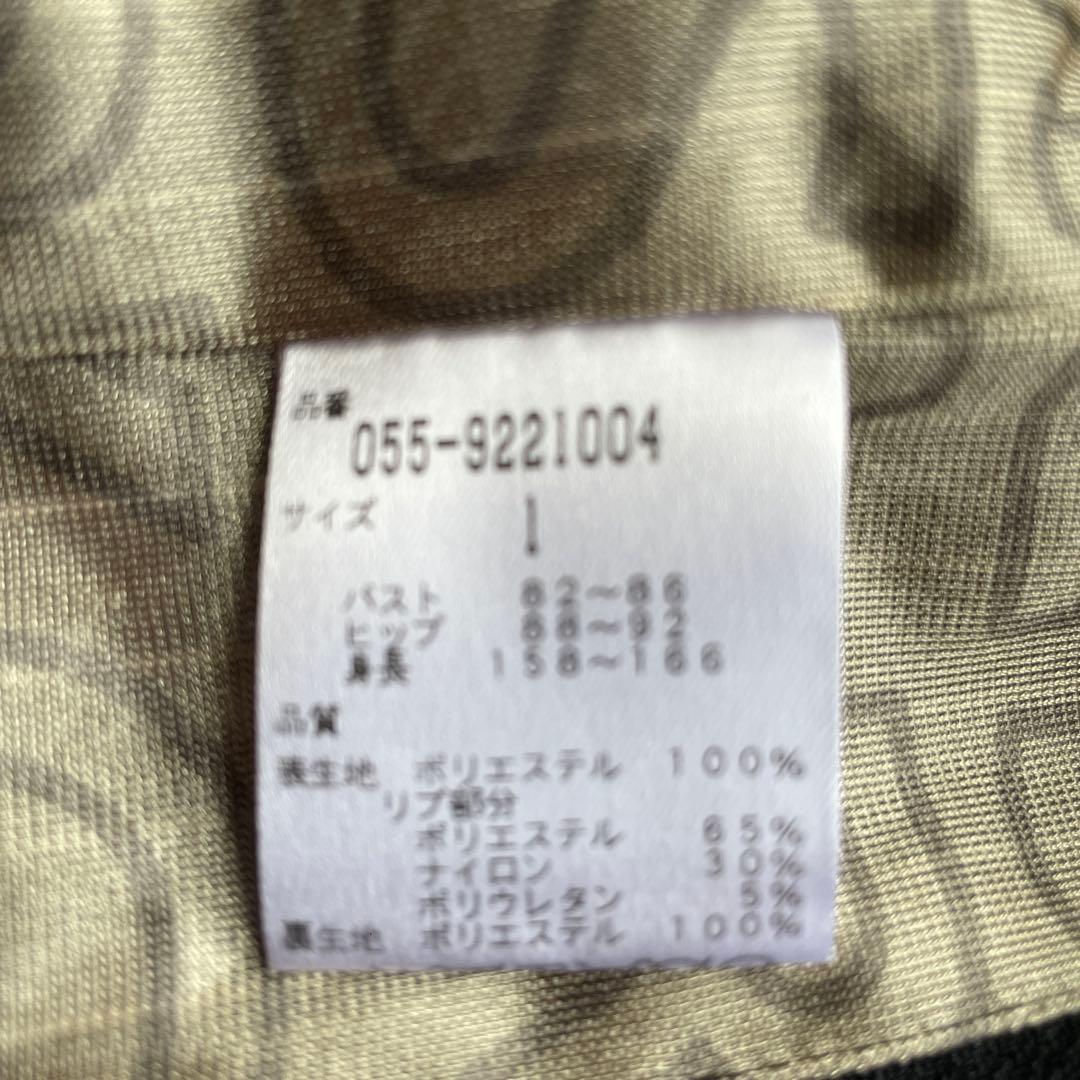 品番
055-9221004
サイズ 1
バスト 82～86
ヒップ 88～92
身長 158～166
品質
表生地 ポリエステル 100%
リブ部分
ポリエステル 65%
ナイロン 30%
ポリウレタン 5%
裏生地 ポリエステル 100%